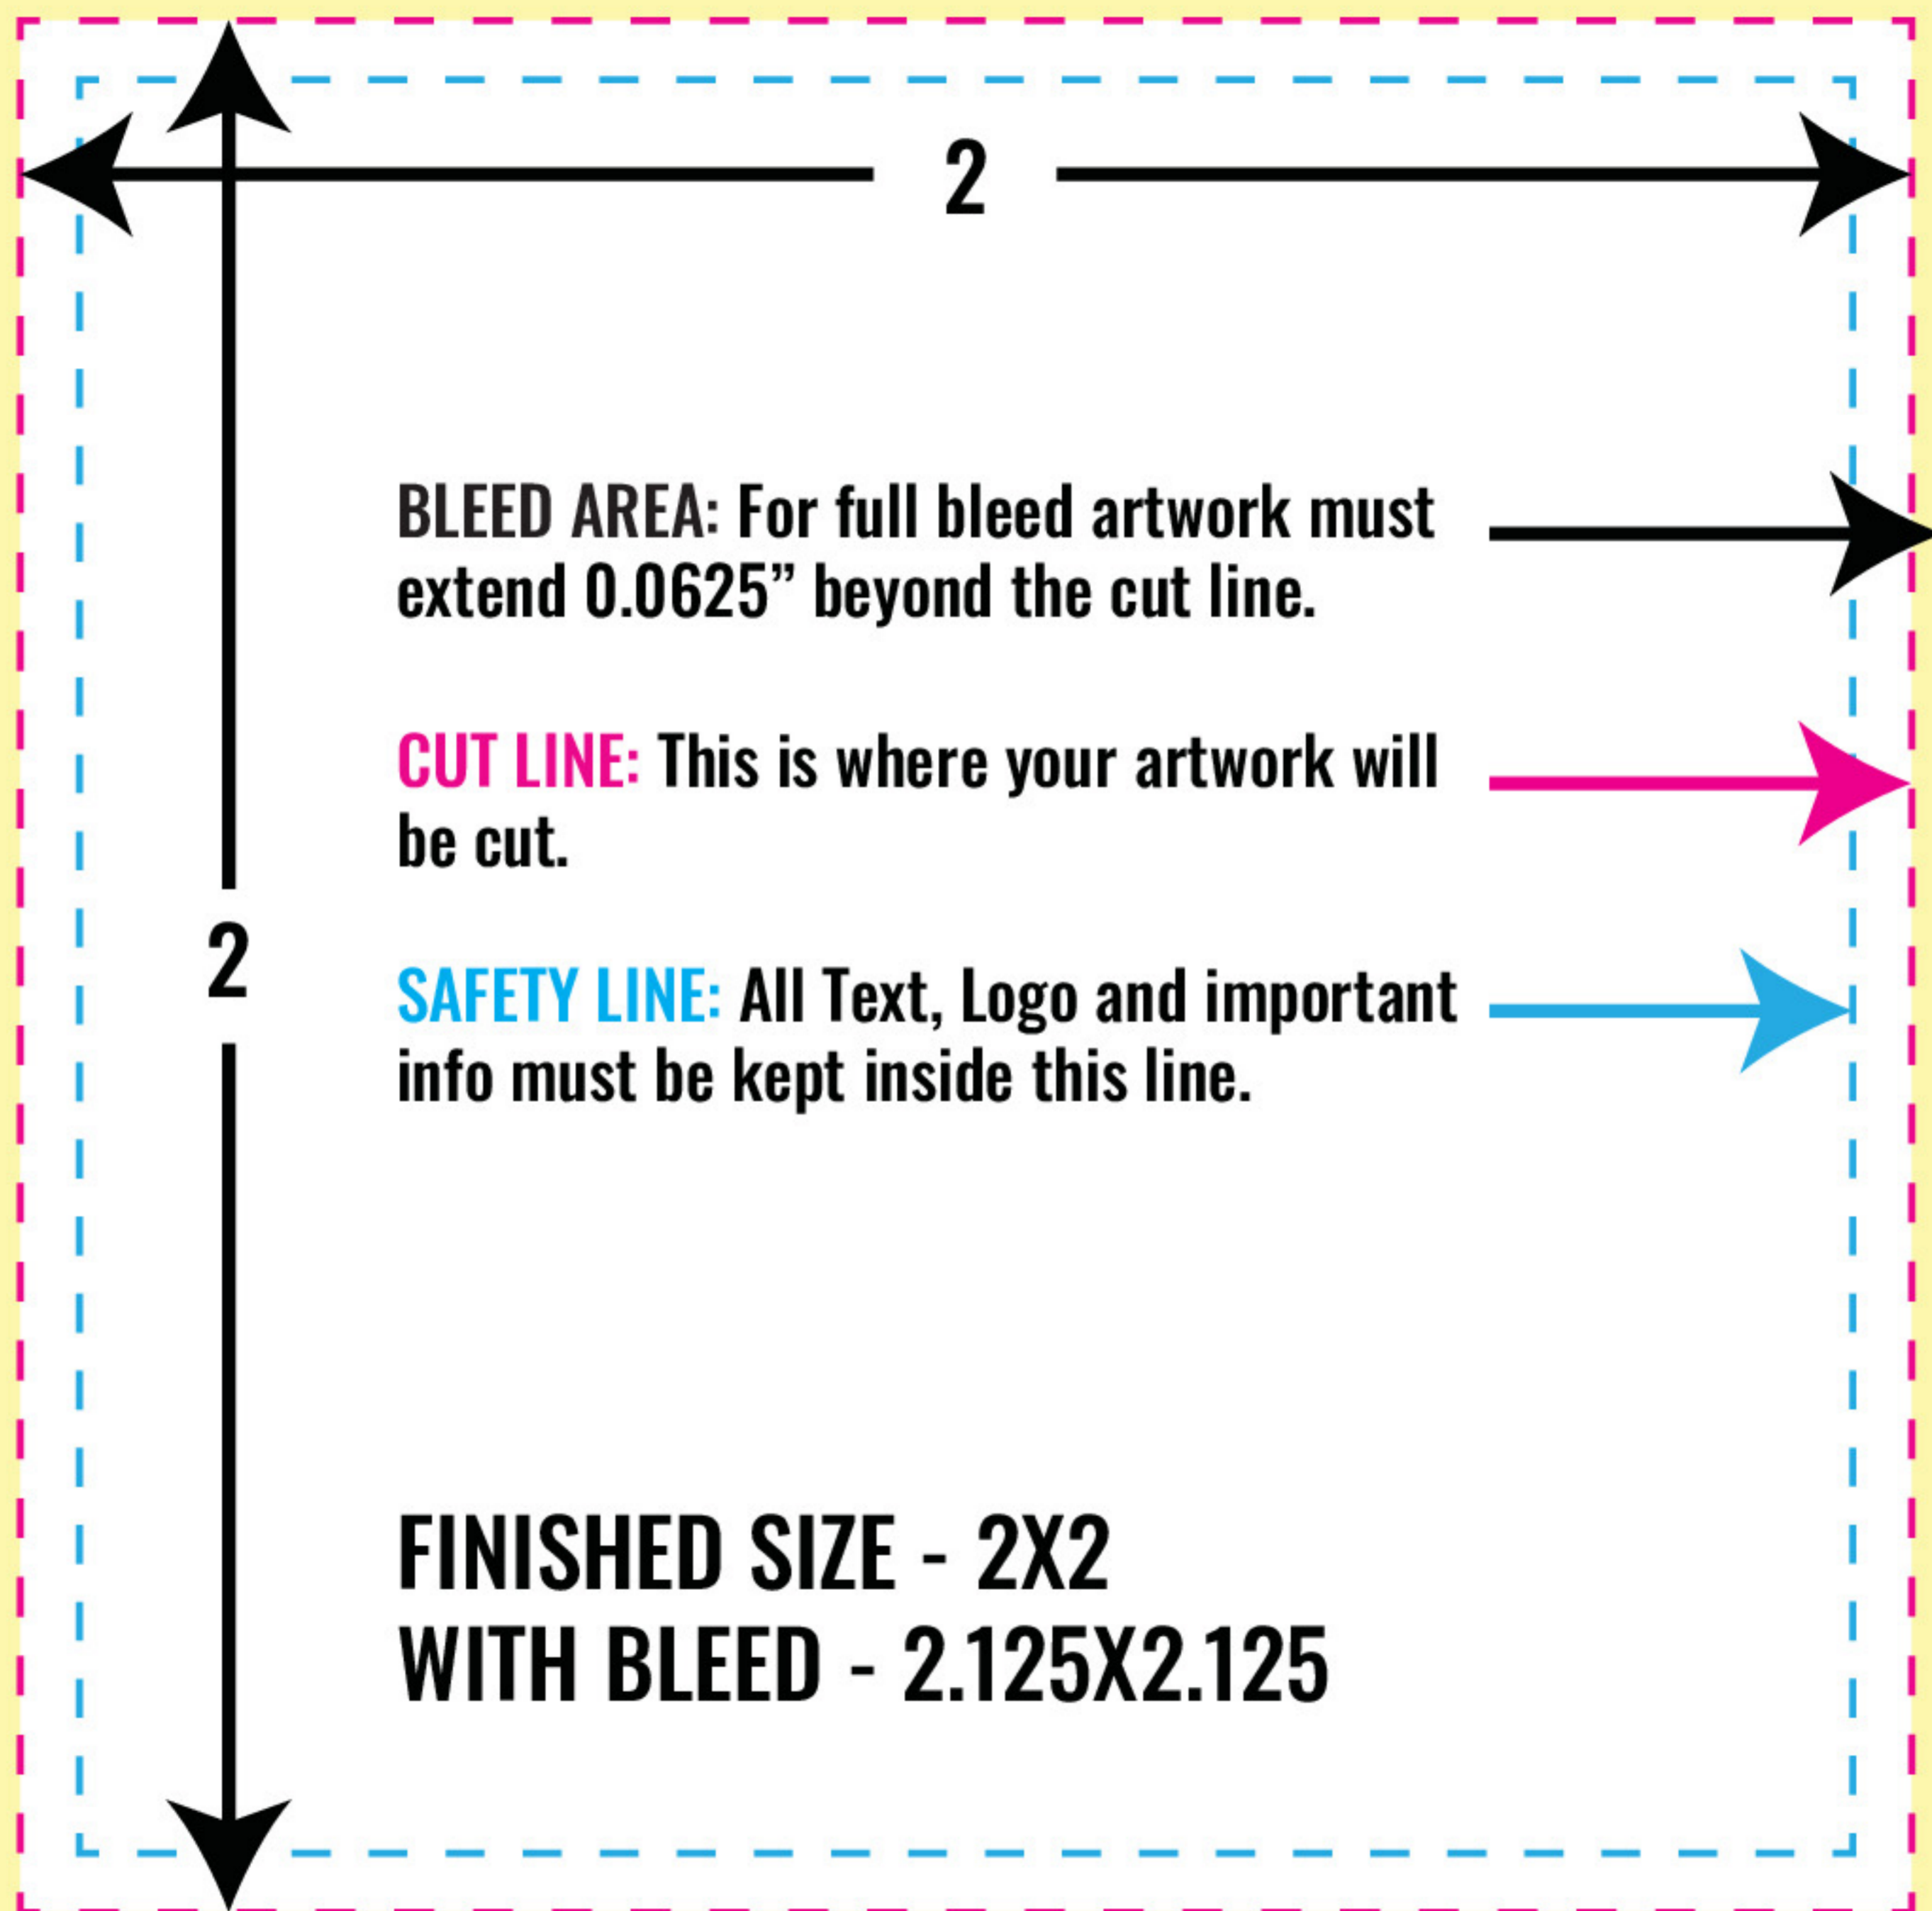 2
BLEED AREA: For full bleed artwork must
extend 0.0625” beyond the cut line.
CUT LINE: This is where your artwork will
be cut.
2
SAFETY LINE: All Text, Logo and important
info must be kept inside this line.
FINISHED SIZE - 2X2
WITH BLEED - 2.125X2.125